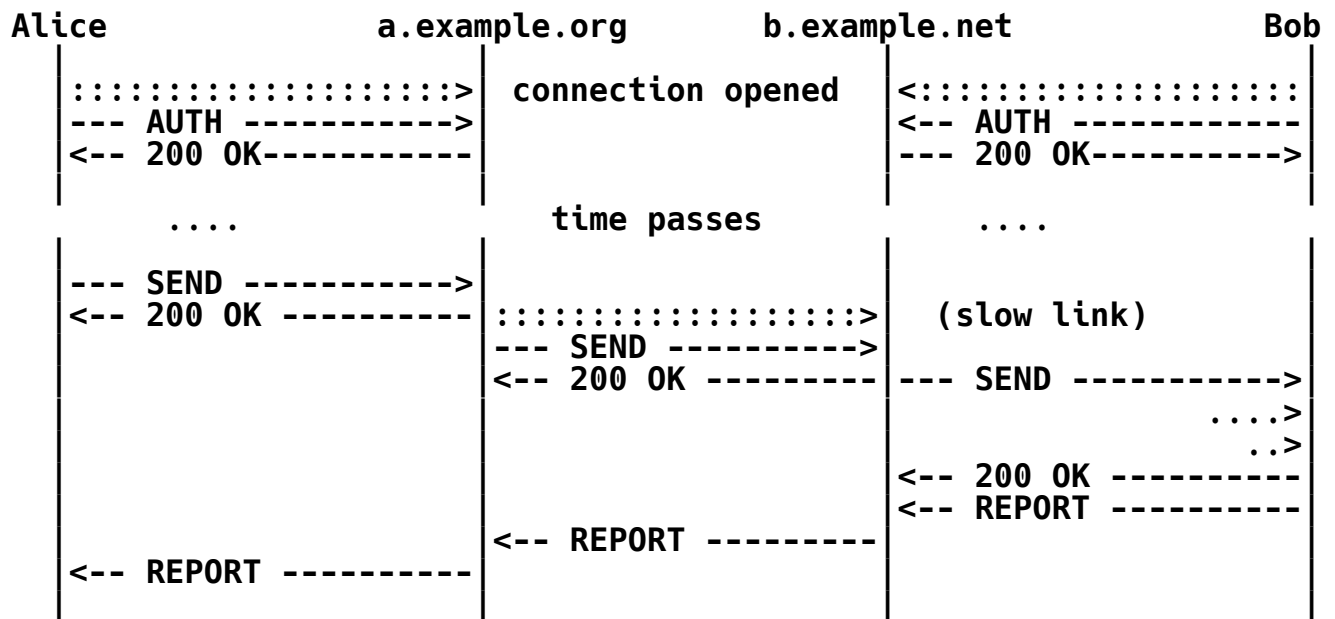 Alice a.example.org b.example.net Bob
::::::::::::::::::::> connection opened <::::::::::::::::::::
--- AUTH -----------> <-- AUTH ------------
<-- 200 OK----------- --- 200 OK---------->
.... time passes ....
--- SEND ----------->
<-- 200 OK ---------- :::::::::::::::::::> (slow link)
--- SEND ---------->
<-- 200 OK --------- --- SEND ----------->
....>
..>
<-- 200 OK ----------
<-- REPORT ----------
<-- REPORT ---------
<-- REPORT ----------